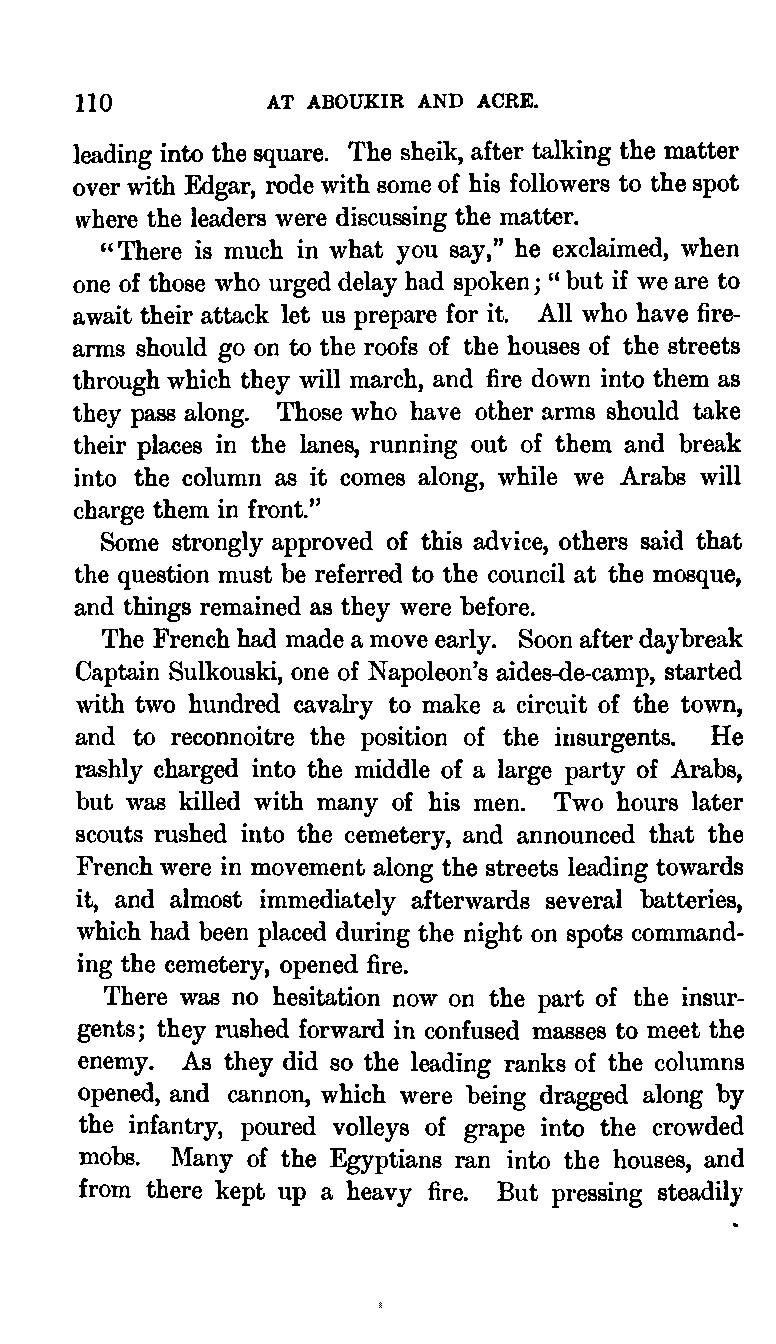 110 AT ABOUKIR AND ACRE.
leading into the square. The sheik, after talking the matter
over with Edgar, rode with some of his followers to the spot
where the leaders were discussing the matter.
"There is much in what you say," he exclaimed, when
one of those who urged delay had spoken; "but if we are to
await their attack let us prepare for it. All who have fire-
arms should go on to the roofs of the houses of the streets
through which they will march, and fire down into them as
they pass along. Those who have other arms should take
their places in the lanes, running out of them and break
into the column as it comes along, while we Arabs will
charge them in front."
Some strongly approved of this advice, others said that
the question must be referred to the council at the mosque,
and things remained as they were before.
The French had made a move early. Soon after daybreak
Captain Sulkouski, one of Napoleon's aides-de-camp, started
with two hundred cavalry to make a circuit of the town,
and to reconnoitre the position of the insurgents. He
rashly charged into the middle of a large party of Arabs,
but was killed with many of his men. Two hours later
scouts rushed into the cemetery, and announced that the
French were in movement along the streets leading towards
it, and almost immediately afterwards several batteries,
which had been placed during the night on spots command-
ing the cemetery, opened fire.
There was no hesitation now on the part of the insur-
gents; they rushed forward in confused masses to meet the
enemy. As they did so the leading ranks of the columns
opened, and cannon, which were being dragged along by
the infantry, poured volleys of grape into the crowded
mobs. Many of the Egyptians ran into the houses, and
from there kept up a heavy fire. But pressing steadily